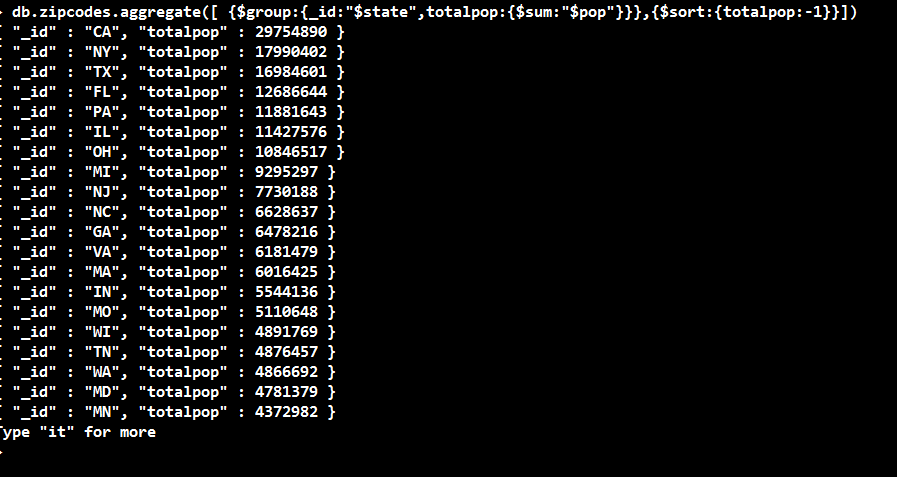 > db.zipcodes.aggregate([ {$group:{_id:"$state",totalpop:{$sum:"$pop"}}},{$sort:{totalpop:-1}}])
{ "_id" : "CA", "totalpop" : 29754890 }
{ "_id" : "NY", "totalpop" : 17990402 }
{ "_id" : "TX", "totalpop" : 16984601 }
{ "_id" : "FL", "totalpop" : 12686644 }
{ "_id" : "PA", "totalpop" : 11881643 }
{ "_id" : "IL", "totalpop" : 11427576 }
{ "_id" : "OH", "totalpop" : 10846517 }
{ "_id" : "MI", "totalpop" : 9295297 }
{ "_id" : "NJ", "totalpop" : 7730188 }
{ "_id" : "NC", "totalpop" : 6628637 }
{ "_id" : "GA", "totalpop" : 6478216 }
{ "_id" : "VA", "totalpop" : 6181479 }
{ "_id" : "MA", "totalpop" : 6016425 }
{ "_id" : "IN", "totalpop" : 5544136 }
{ "_id" : "MO", "totalpop" : 5110648 }
{ "_id" : "WI", "totalpop" : 4891769 }
{ "_id" : "TN", "totalpop" : 4876457 }
{ "_id" : "WA", "totalpop" : 4866692 }
{ "_id" : "MD", "totalpop" : 4781379 }
{ "_id" : "MN", "totalpop" : 4372982 }
Type "it" for more
>